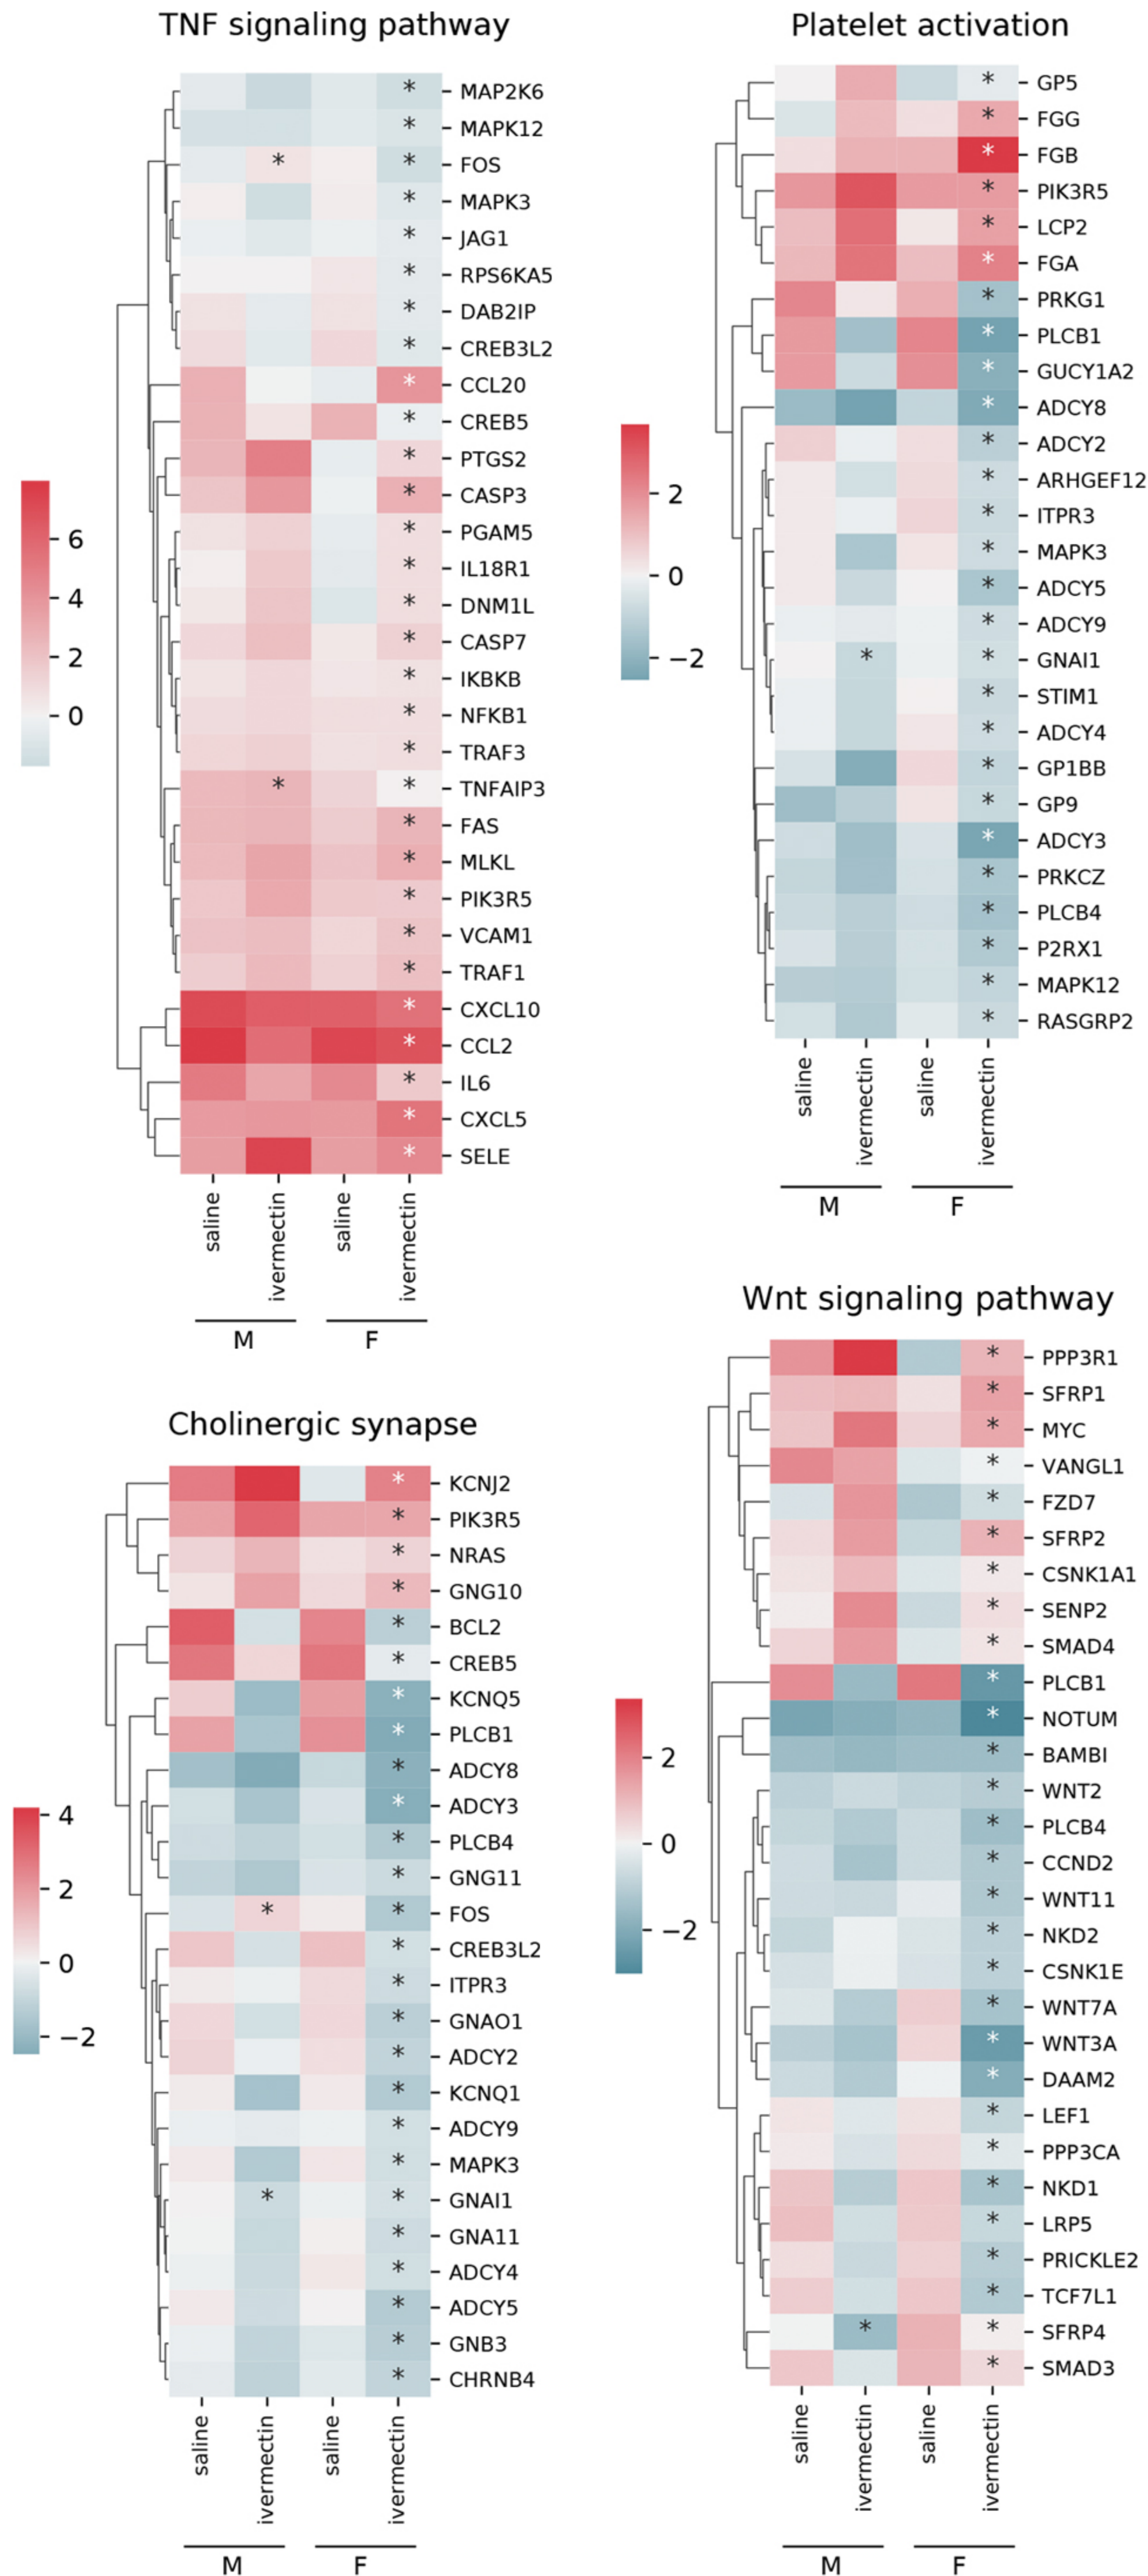 TNF signaling pathway
*
MAP2K6
*
MAPK12
*
*
FOS
*
MAPK3
*
JAG1
*
RPS6KA5
*
DAB2IP
*
CREB3L2
*
CCL20
*
CREB5
*
PTGS2
*
CASP3
*
PGAM5
*
IL18R1
*
DNM1L
*
CASP7
*
IKBKB
*
NFKB1
*
TRAF3
*
*
TNFAIP3
*
FAS
*
MLKL
*
PIK3R5
*
VCAM1
*
TRAF1
*
CXCL10
*
CCL2
*
IL6
*
CXCL5
*
SELE
6
4
2
0
saline
ivermectin
saline
ivermectin
M
F
Platelet activation
*
GP5
*
FGG
*
FGB
*
PIK3R5
*
LCP2
*
FGA
*
PRKG1
*
PLCB1
*
GUCY1A2
*
ADCY8
*
ADCY2
*
ARHGEF12
*
ITPR3
*
MAPK3
*
ADCY5
*
ADCY9
*
*
GNAI1
*
STIM1
*
ADCY4
*
GP1BB
*
GP9
*
ADCY3
*
PRKCZ
*
PLCB4
*
P2RX1
*
MAPK12
*
RASGRP2
2
0
−2
saline
ivermectin
saline
ivermectin
M
F
Cholinergic synapse
*
KCNJ2
*
PIK3R5
*
NRAS
*
GNG10
*
BCL2
*
CREB5
*
KCNQ5
*
PLCB1
*
ADCY8
*
ADCY3
*
PLCB4
*
GNG11
*
*
FOS
*
CREB3L2
*
ITPR3
*
GNAO1
*
ADCY2
*
KCNQ1
*
ADCY9
*
MAPK3
*
*
GNAI1
*
GNA11
*
ADCY4
*
ADCY5
*
GNB3
*
CHRNB4
4
2
0
−2
saline
ivermectin
saline
ivermectin
M
F
Wnt signaling pathway
*
PPP3R1
*
SFRP1
*
MYC
*
VANGL1
*
FZD7
*
SFRP2
*
CSNK1A1
*
SENP2
*
SMAD4
*
PLCB1
*
NOTUM
*
BAMBI
*
WNT2
*
PLCB4
*
CCND2
*
WNT11
*
NKD2
*
CSNK1E
*
WNT7A
*
WNT3A
*
DAAM2
*
LEF1
*
PPP3CA
*
NKD1
*
LRP5
*
PRICKLE2
*
TCF7L1
*
*
SFRP4
*
SMAD3
2
0
−2
saline
ivermectin
saline
ivermectin
M
F